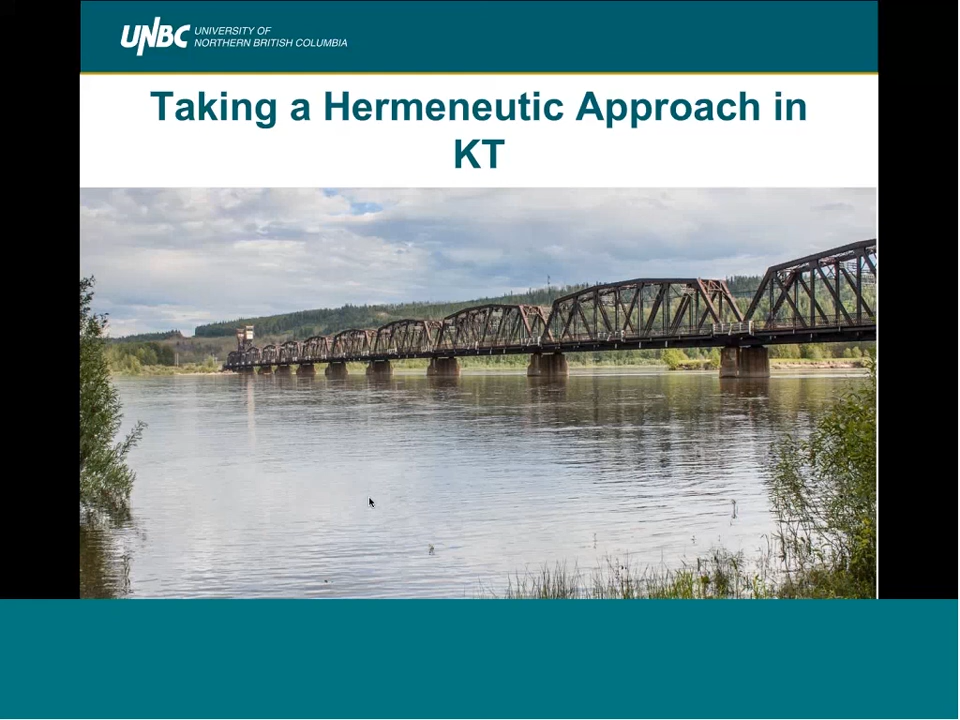 UNBC
UNIVERSITY OF
NORTHERN BRITISH COLUMBIA
Taking a Hermeneutic Approach in
KT